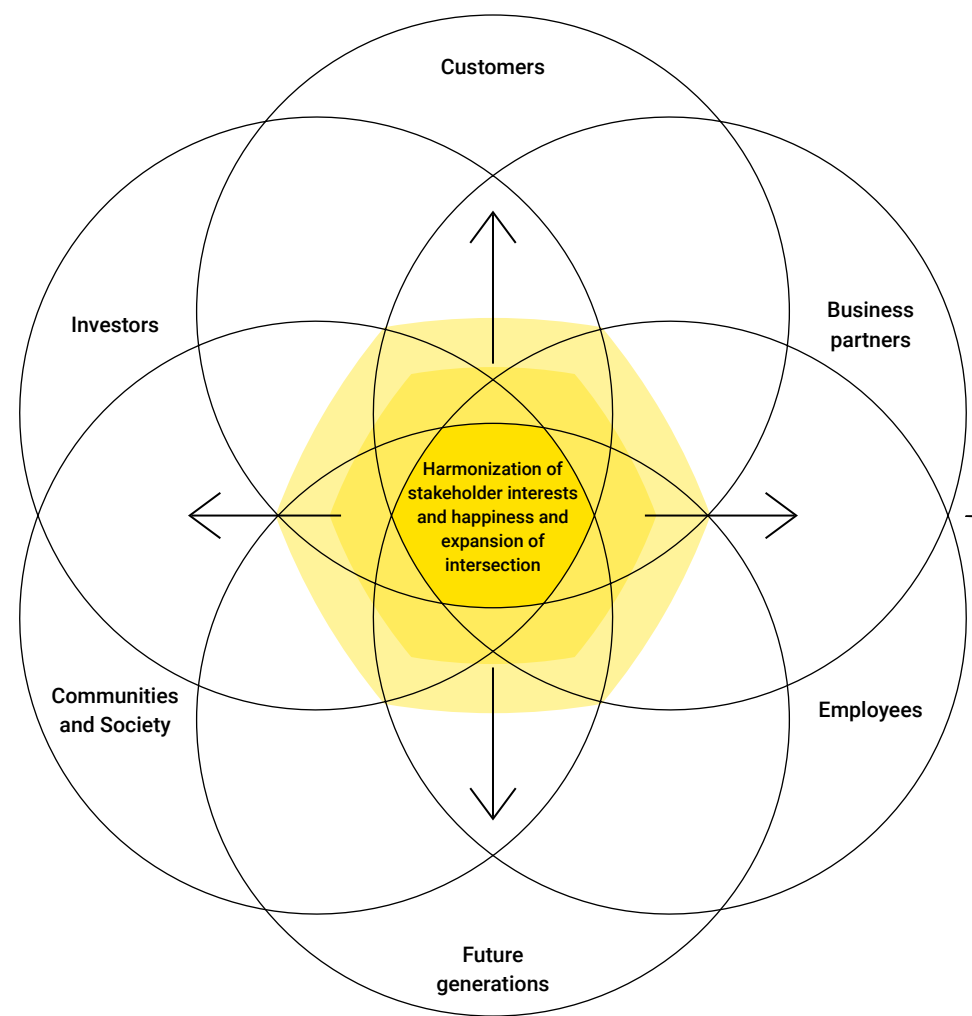 Customers
Investors
Business
partners
Harmonization of
stakeholder interests
and happiness and
expansion of
intersection
Communities
and Society
Employees
Future
generations